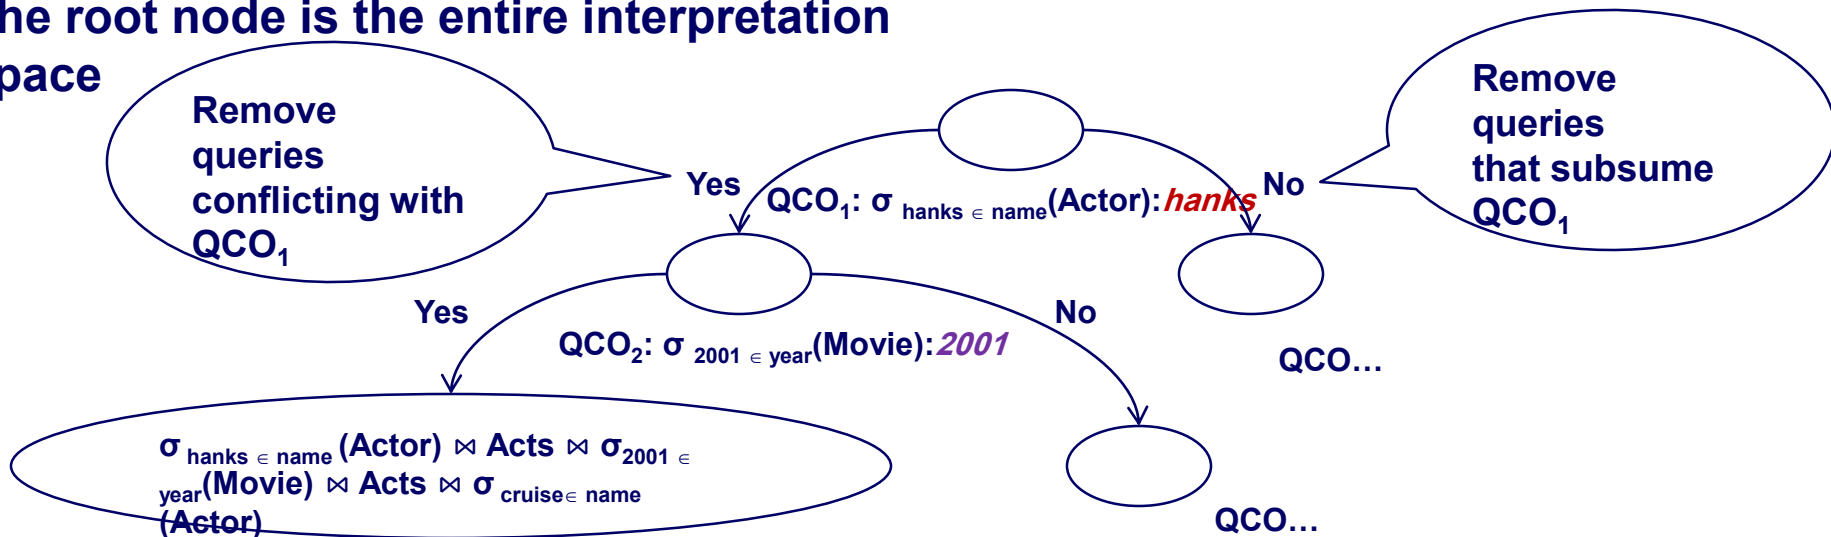 he root node is the entire interpretation
pace
Remove
queries
conflicting with
QCO₁
Remove
queries
that subsume
QCO₁
Yes
QCO₁: σ hanks ∈ name(Actor):hanks
No
Yes
No
QCO₂: σ 2001 ∈ year(Movie):2001
QCO…
σ hanks ∈ name (Actor) ⋈ Acts ⋈ σ2001 ∈
year(Movie) ⋈ Acts ⋈ σ cruise∈ name
(Actor)
QCO…